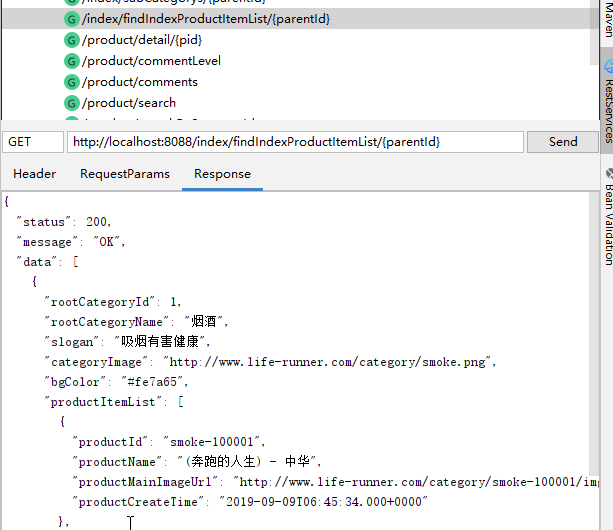 /index/subCategorys/{parentId}
/index/findIndexProductItemList/{parentId}
/product/detail/{pid}
/product/commentLevel
/product/comments
/product/search
GET
http://localhost:8088/index/findIndexProductItemList/{parentId}
Send
Header
RequestParams
Response
{
"status": 200,
"message": "OK",
"data": [
{
"rootCategoryId": 1,
"rootCategoryName": "烟酒",
"slogan": "吸烟有害健康",
"categoryImage": "http://www.life-runner.com/category/smoke.png",
"bgColor": "#fe7a65",
"productItemList": [
{
"productId": "smoke-100001",
"productName": "(奔跑的人生) - 中华",
"productMainImageUrl": "http://www.life-runner.com/category/smoke-100001/img
"productCreateTime": "2019-09-09T06:45:34.000+0000"
},
Maven
RestServices
Bean Validation